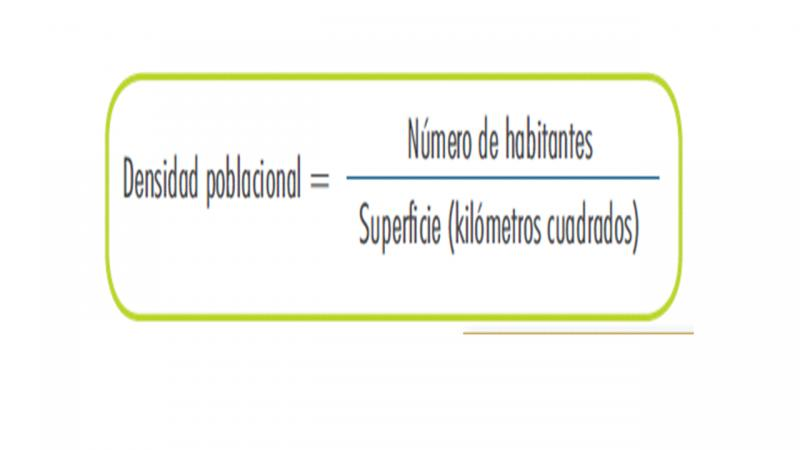 Densidad poblacional =
Número de habitantes
Superficie (kilómetros cuadrados)